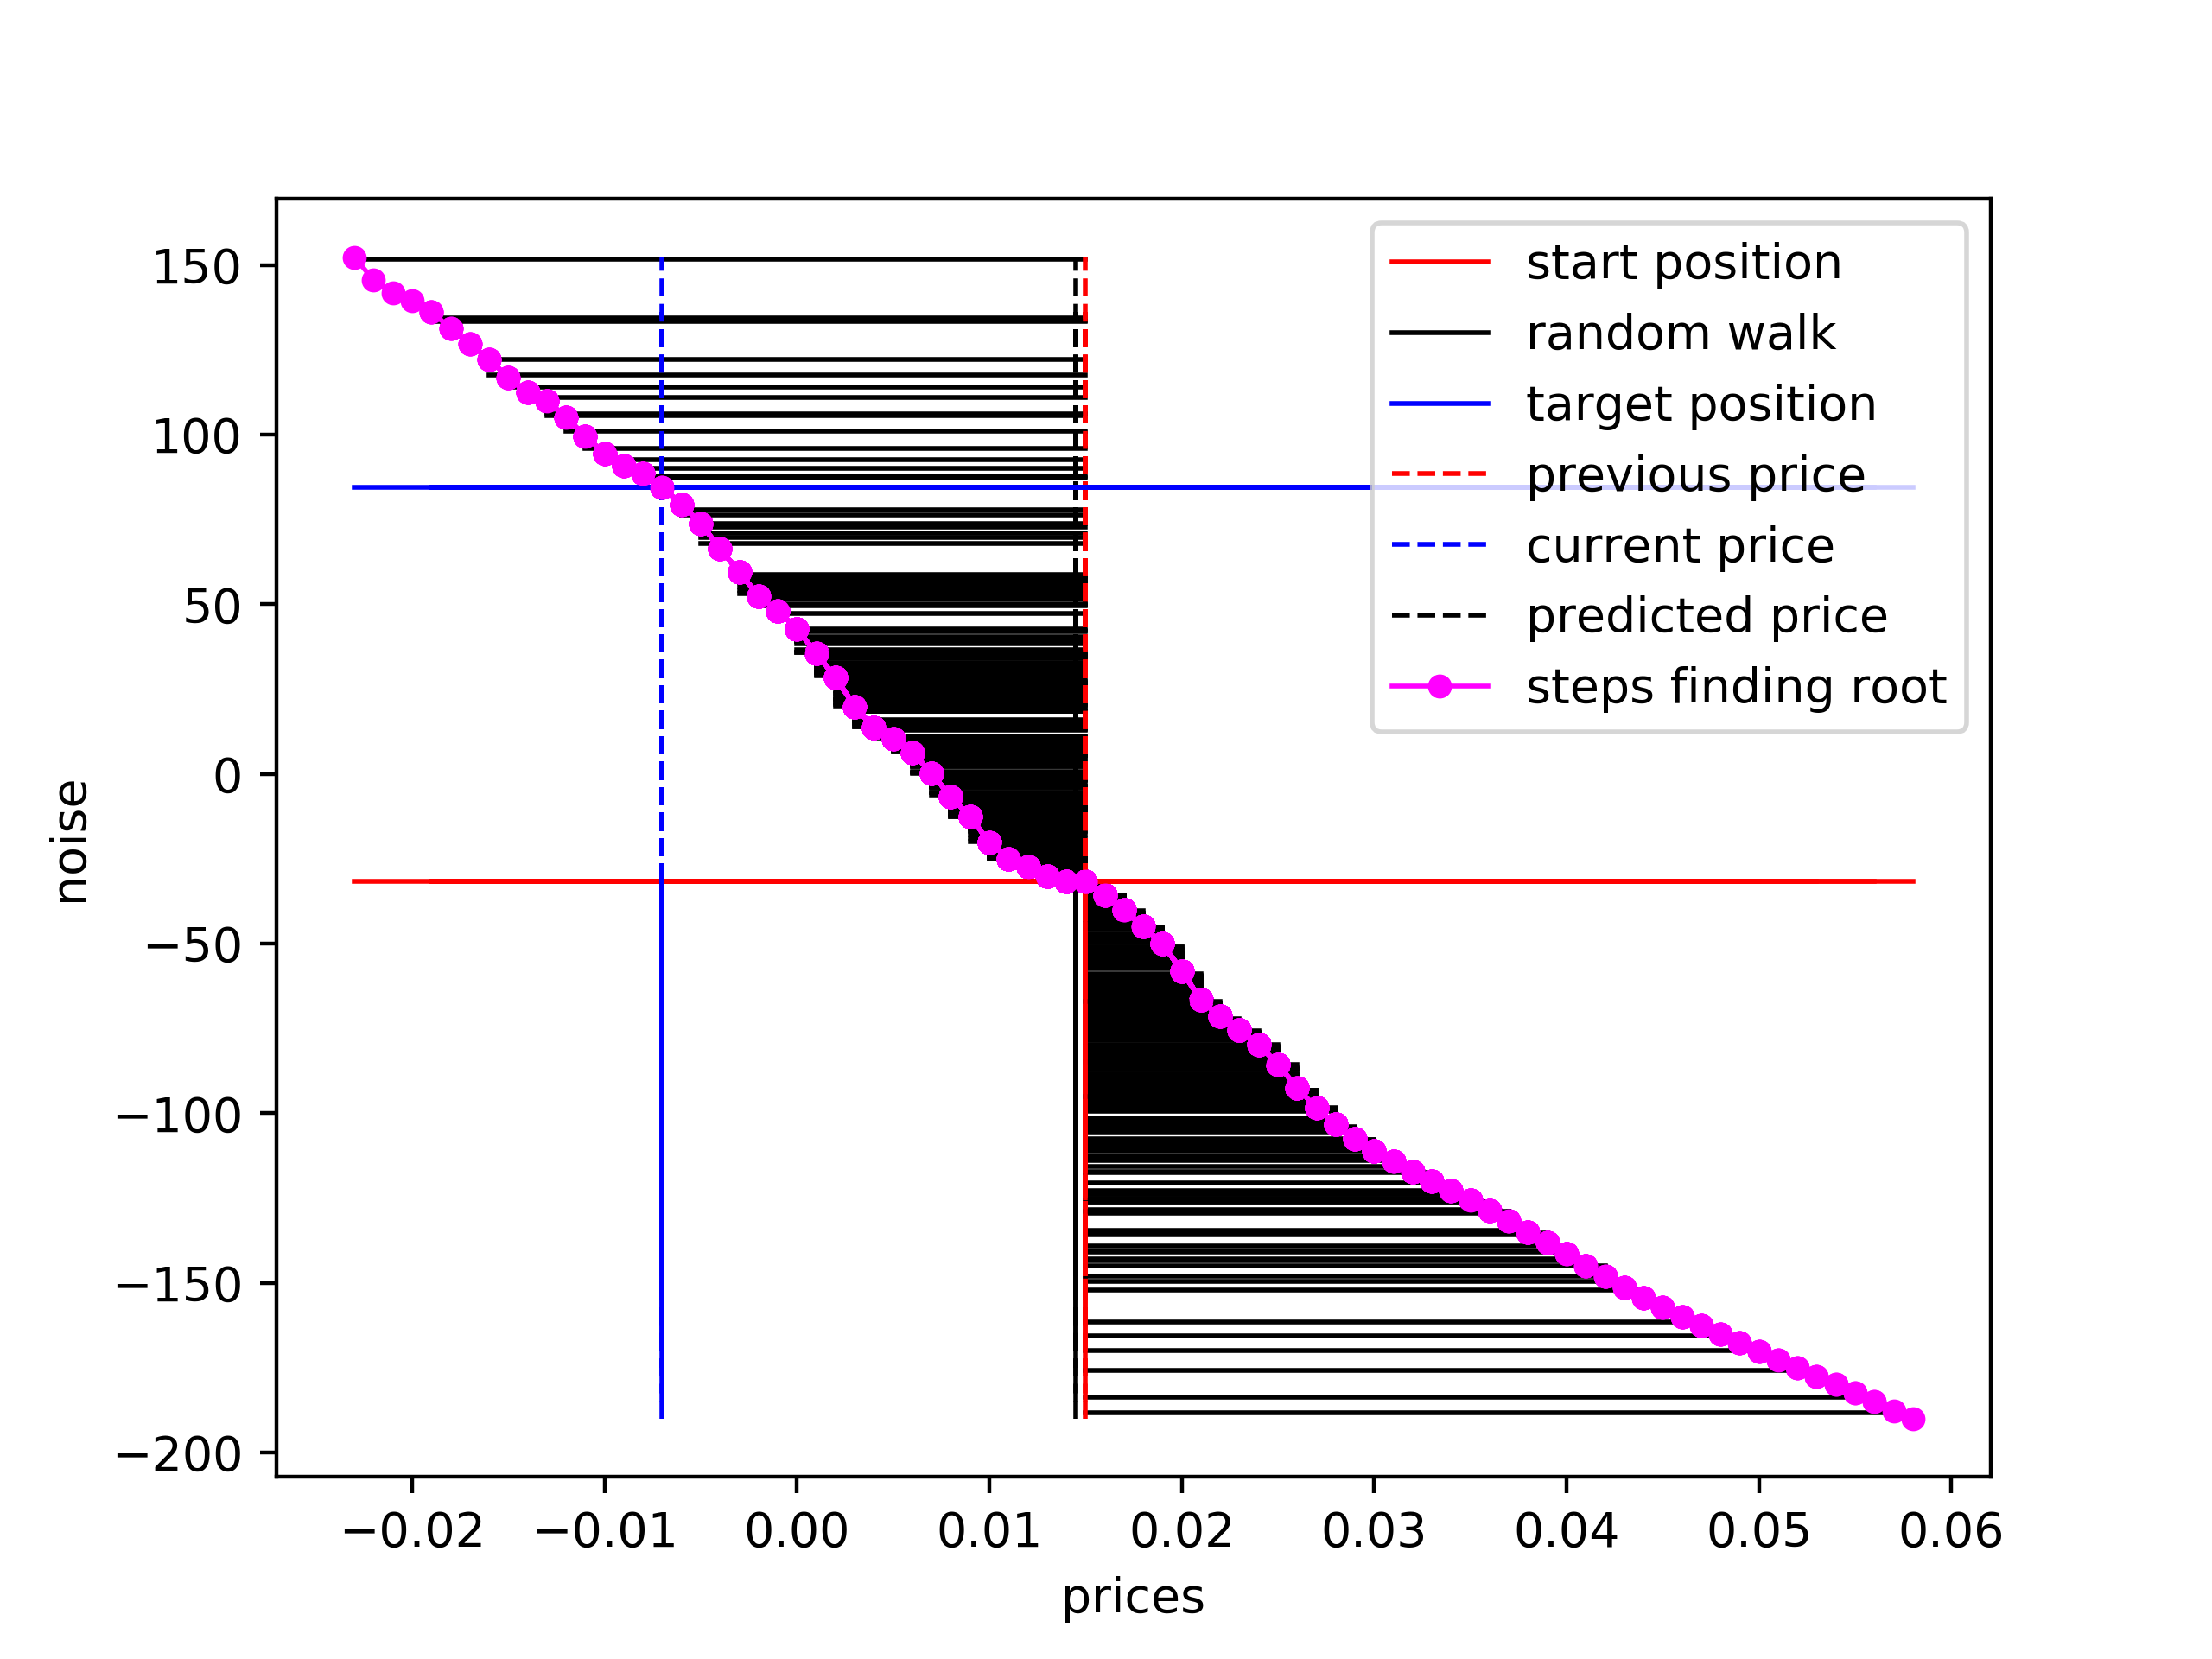 150
100
50
0
−50
−100
−150
−200
noise
−0.02
−0.01
0.00
0.01
0.02
0.03
0.04
0.05
0.06
prices
start position
random walk
target position
previous price
current price
predicted price
steps finding root